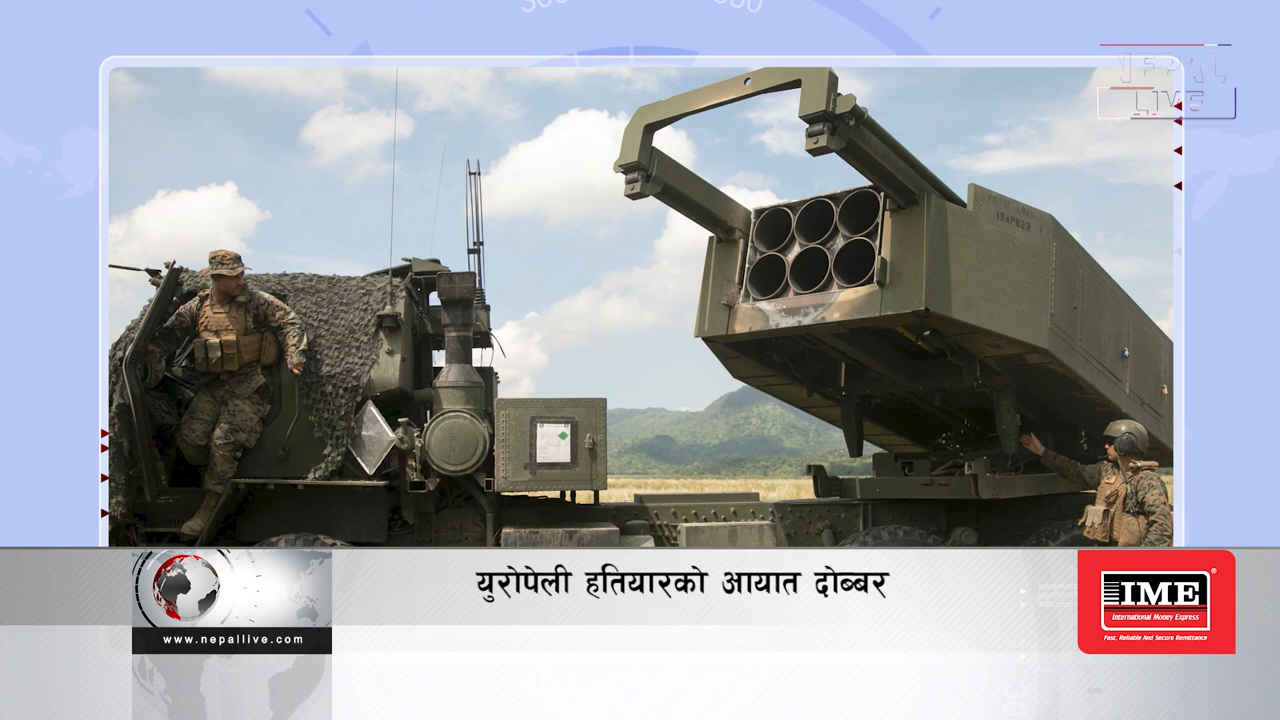 NEPAL
LIVE
युरोपेली हतियारको आयात दोब्बर
www.nepallive.com
IME
®
International Money Express
Fast, Reliable And Secure Remittance